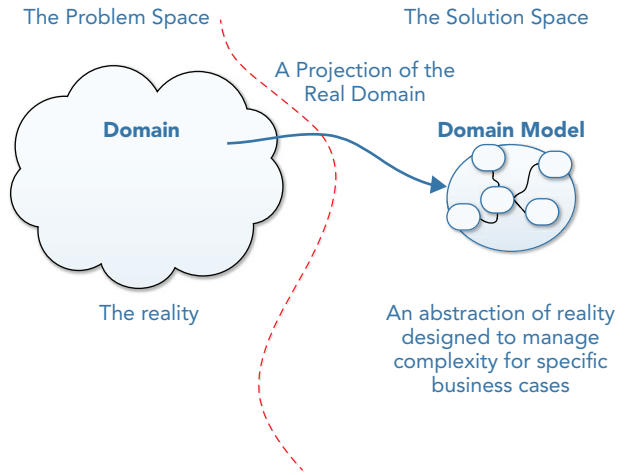 The Problem Space
The Solution Space
A Projection of the
Real Domain
Domain
Domain Model
The reality
An abstraction of reality
designed to manage
complexity for specific
business cases